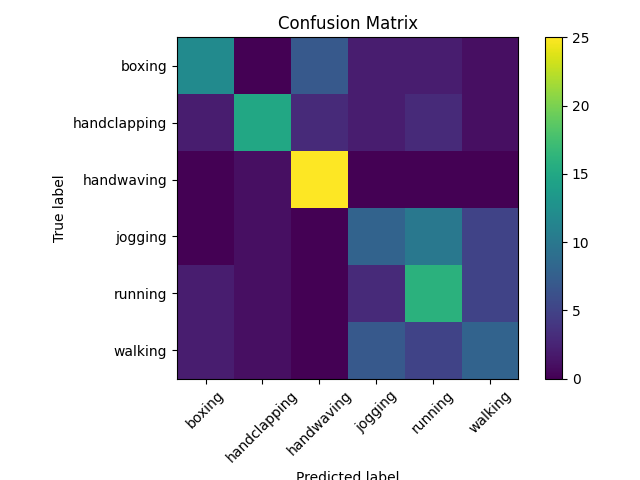 Confusion Matrix
True label
boxing
handclapping
handwaving
jogging
running
walking
boxing
handclapping
handwaving
jogging
running
walking
Predicted label
25
20
15
10
5
0